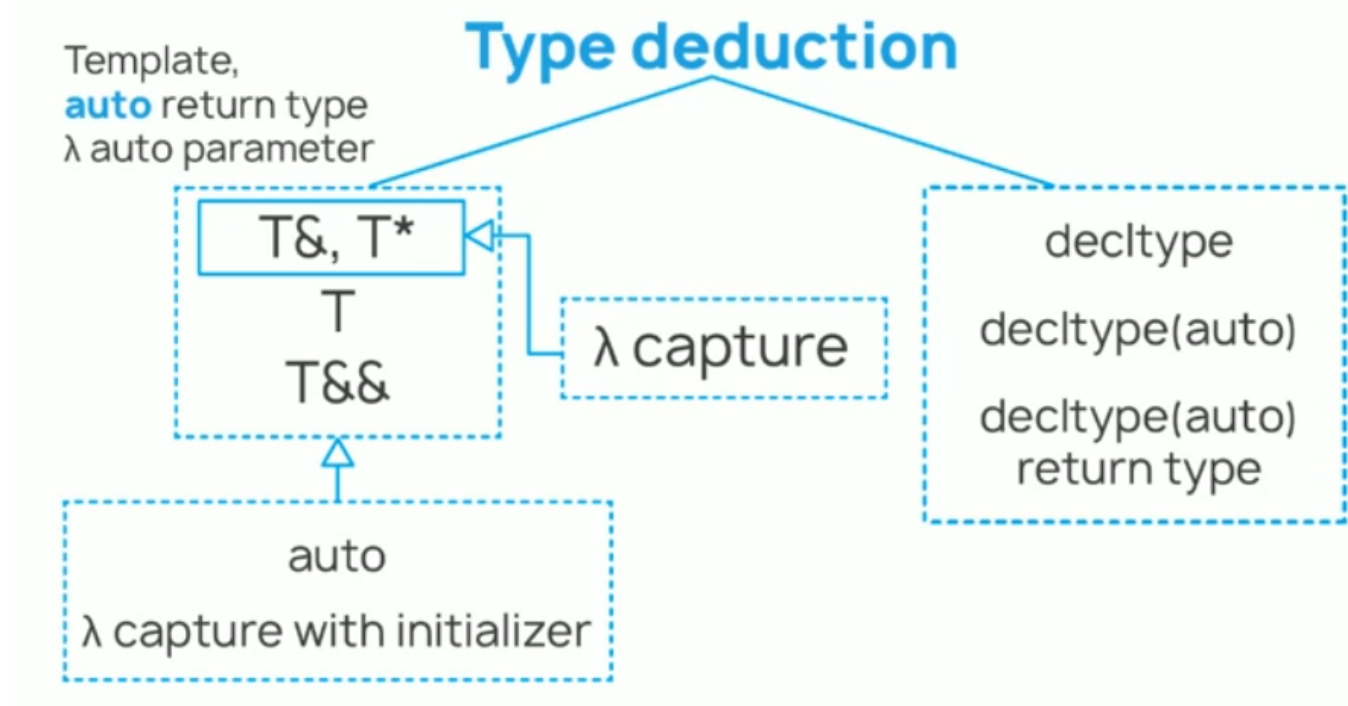 Type deduction
Template,
auto return type
λ auto parameter
T&, T*
T
T&&
λ capture
auto
λ capture with initializer
decltype
decltype(auto)
decltype(auto)
return type